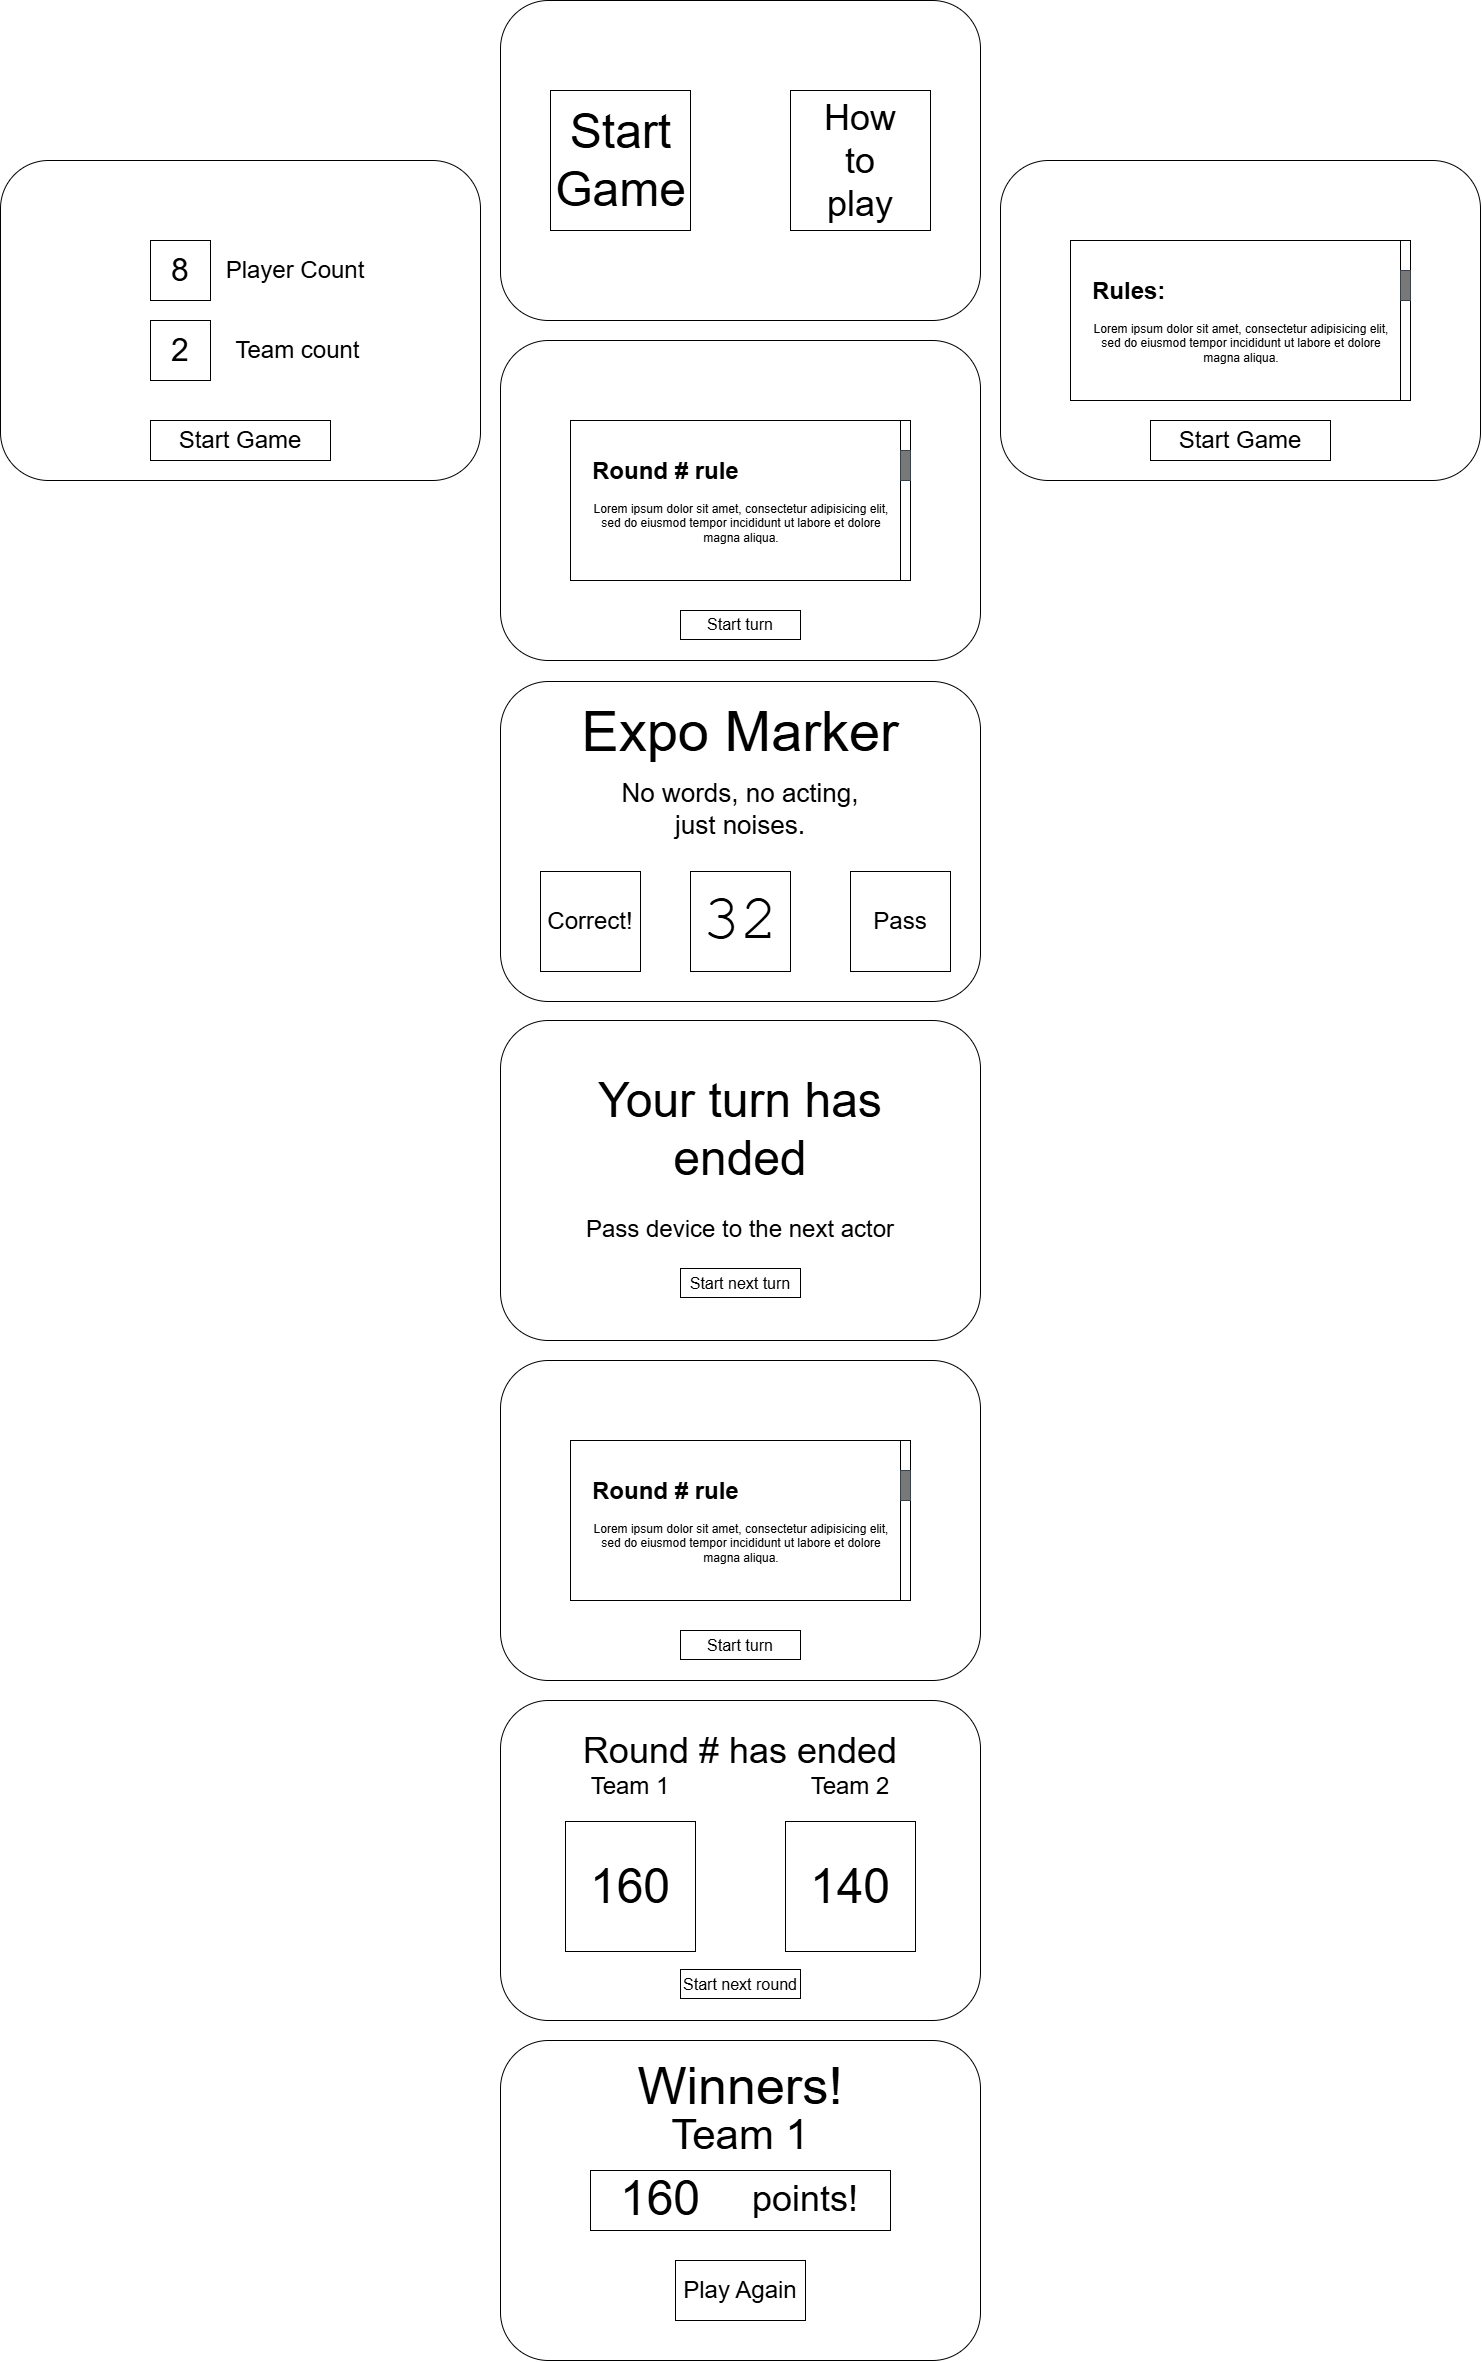 Start
Game
How
to
play
8
Player Count
2
Team count
Start Game
Rules:
Lorem ipsum dolor sit amet, consectetur adipisicing elit,
sed do eiusmod tempor incididunt ut labore et dolore
magna aliqua.
Start Game
Round # rule
Lorem ipsum dolor sit amet, consectetur adipisicing elit,
sed do eiusmod tempor incididunt ut labore et dolore
magna aliqua.
Start turn
Expo Marker
No words, no acting,
just noises.
Correct!
32
Pass
Your turn has
ended
Pass device to the next actor
Start next turn
Round # rule
Lorem ipsum dolor sit amet, consectetur adipisicing elit,
sed do eiusmod tempor incididunt ut labore et dolore
magna aliqua.
Start turn
Round # has ended
Team 1
Team 2
160
140
Start next round
Winners!
Team 1
160 points!
Play Again